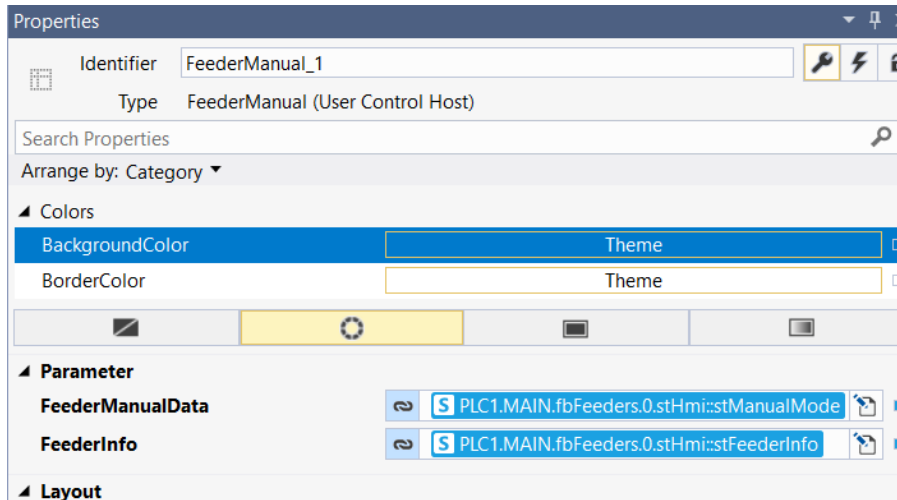 Properties
Identifier FeederManual_1
Type FeederManual (User Control Host)
Search Properties
Arrange by: Category
Colors
BackgroundColor Theme
BorderColor Theme
Parameter
FeederManualData S PLC1.MAIN.fbFeeders.0.stHmi::stManualMode
FeederInfo S PLC1.MAIN.fbFeeders.0.stHmi::stFeederInfo
Layout